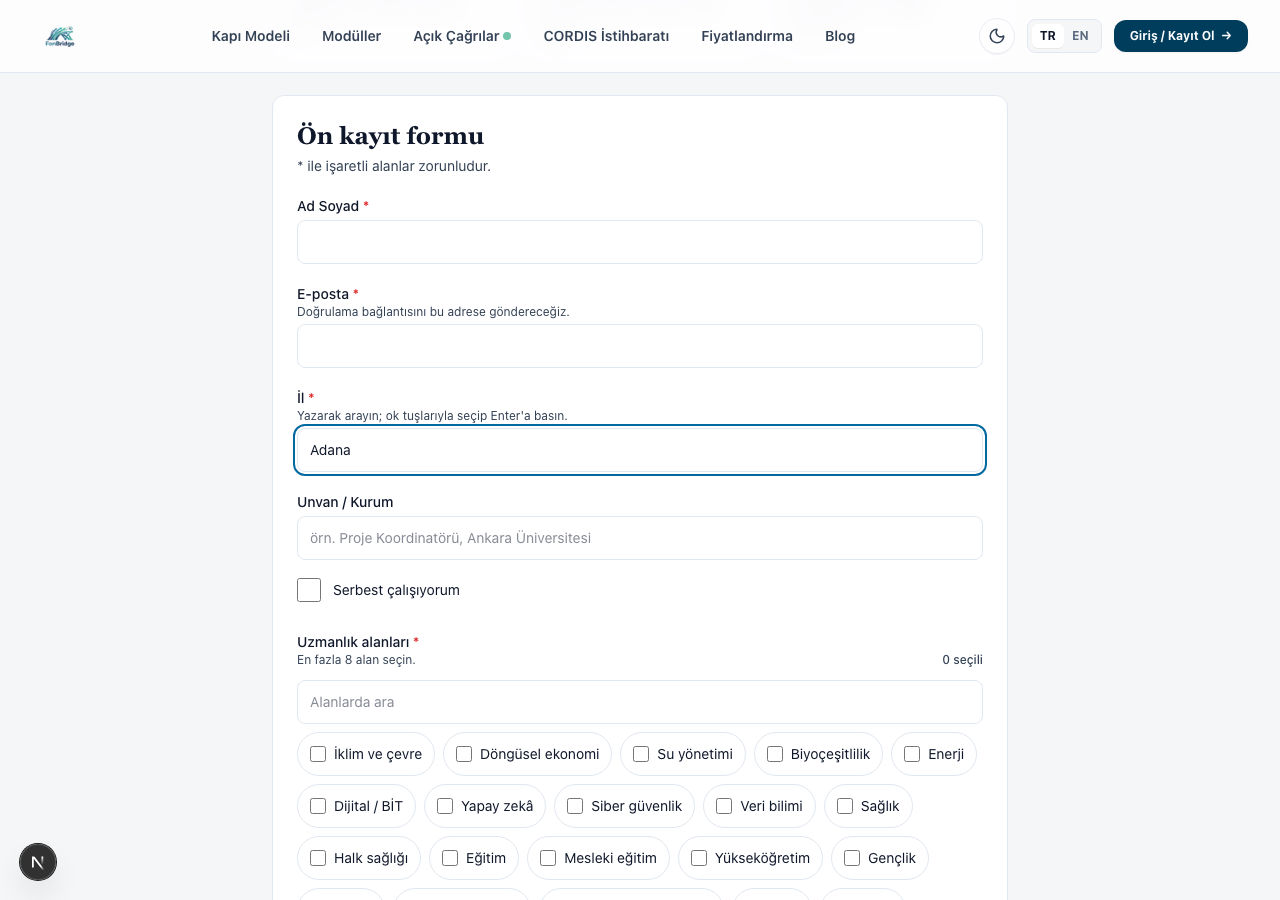 FonBridge
Kapı Modeli
Modüller
Açık Çağrılar
CORDIS İstihbaratı
Fiyatlandırma
Blog
TR
EN
Giriş / Kayıt Ol →
Ön kayıt formu
* ile işaretli alanlar zorunludur.
Ad Soyad *
E-posta *
Doğrulama bağlantısını bu adrese göndereceğiz.
İl *
Yazarak arayın; ok tuşlarıyla seçip Enter'a basın.
Adana
Unvan / Kurum
örn. Proje Koordinatörü, Ankara Üniversitesi
Serbest çalışıyorum
Uzmanlık alanları *
En fazla 8 alan seçin.
0 seçili
Alanlarda ara
İklim ve çevre
Döngüsel ekonomi
Su yönetimi
Biyoçeşitlilik
Enerji
Dijital / BİT
Yapay zekâ
Siber güvenlik
Veri bilimi
Sağlık
Halk sağlığı
Eğitim
Mesleki eğitim
Yükseköğretim
Gençlik
N